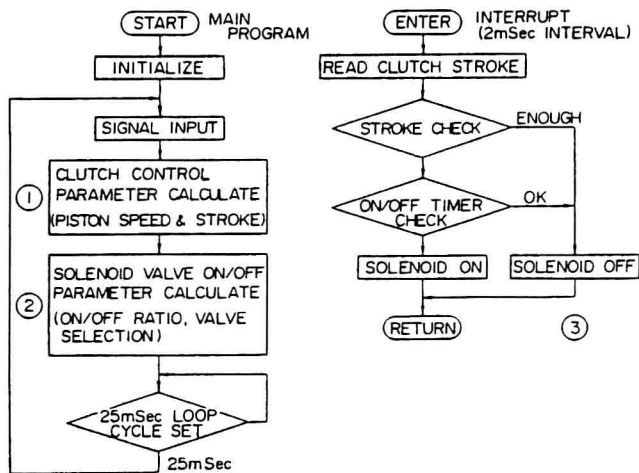 START
MAIN
PROGRAM
INITIALIZE
SIGNAL INPUT
①
CLUTCH CONTROL
PARAMETER CALCULATE
(PISTON SPEED & STROKE)
②
SOLENOID VALVE ON/OFF
PARAMETER CALCULATE
(ON/OFF RATIO, VALVE
SELECTION)
25mSec LOOP
CYCLE SET
25mSec
ENTER
INTERRUPT
(2mSec INTERVAL)
READ CLUTCH STROKE
STROKE CHECK
ENOUGH
ON/OFF TIMER
CHECK
OK
SOLENOID ON
SOLENOID OFF
RETURN
③